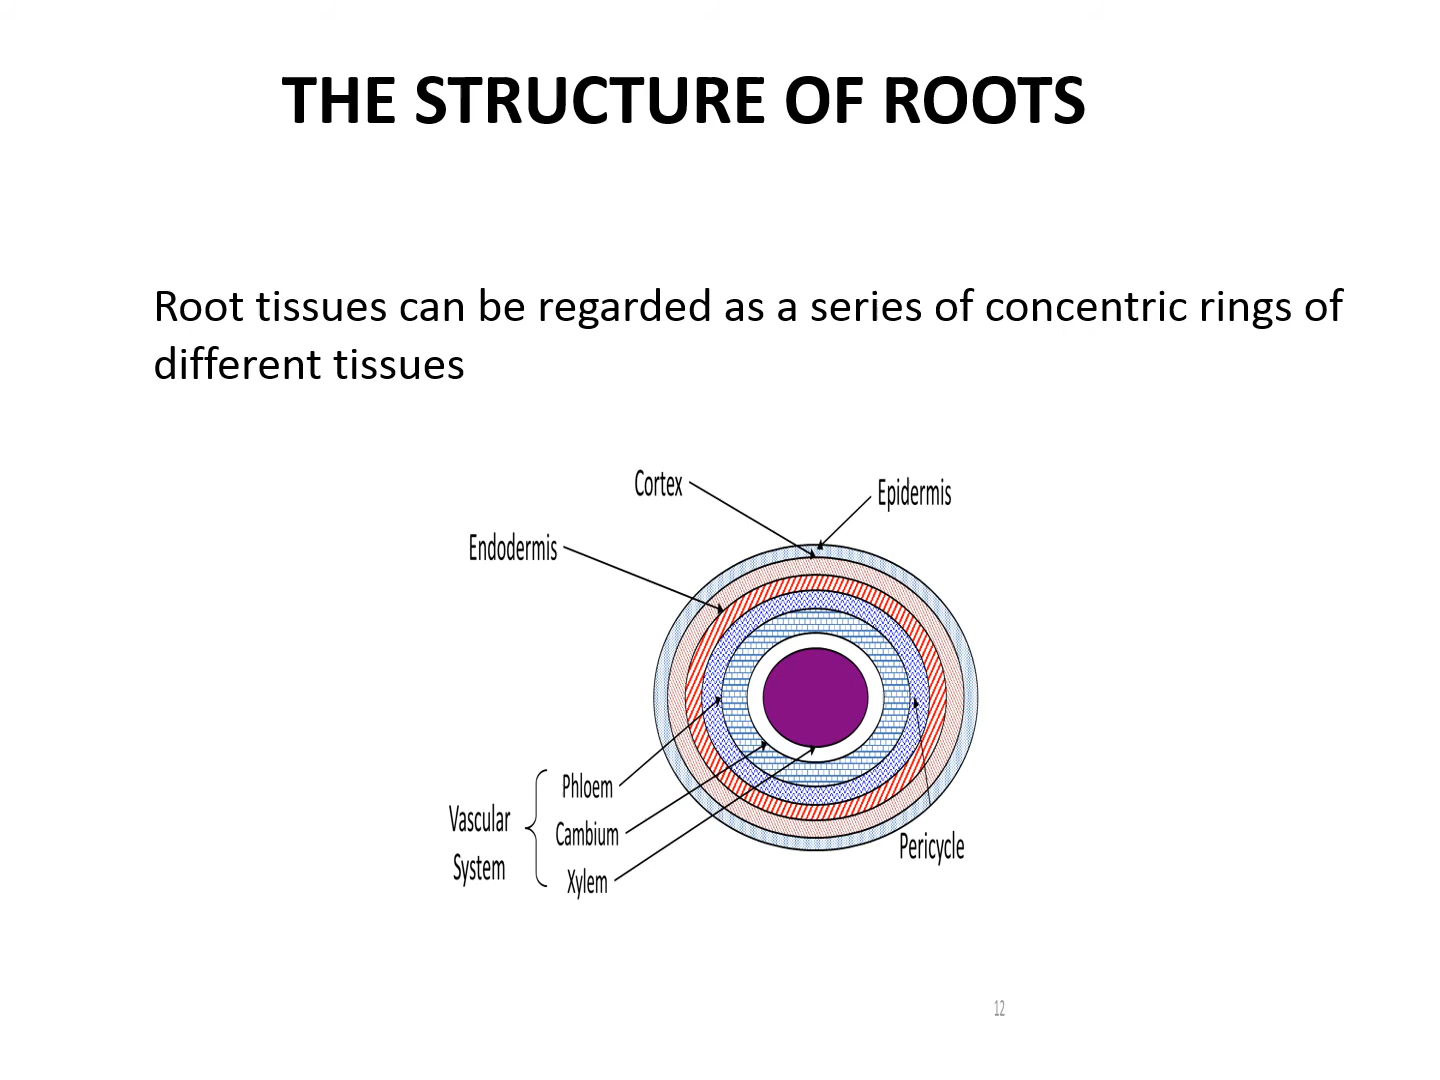 THE STRUCTURE OF ROOTS
Root tissues can be regarded as a series of concentric rings of
different tissues
Cortex
Epidermis
Endodermis
Phloem
Vascular
System
Cambium
Xylem
Pericycle
12